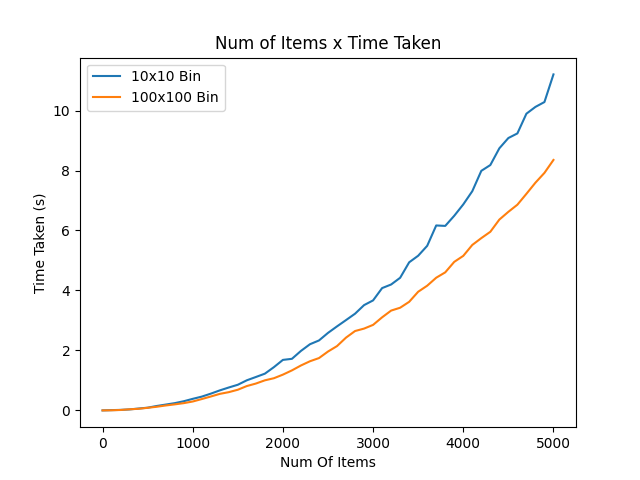 Num of Items x Time Taken
10x10 Bin
100x100 Bin
Time Taken (s)
10
8
6
4
2
0
0 1000 2000 3000 4000 5000
Num Of Items